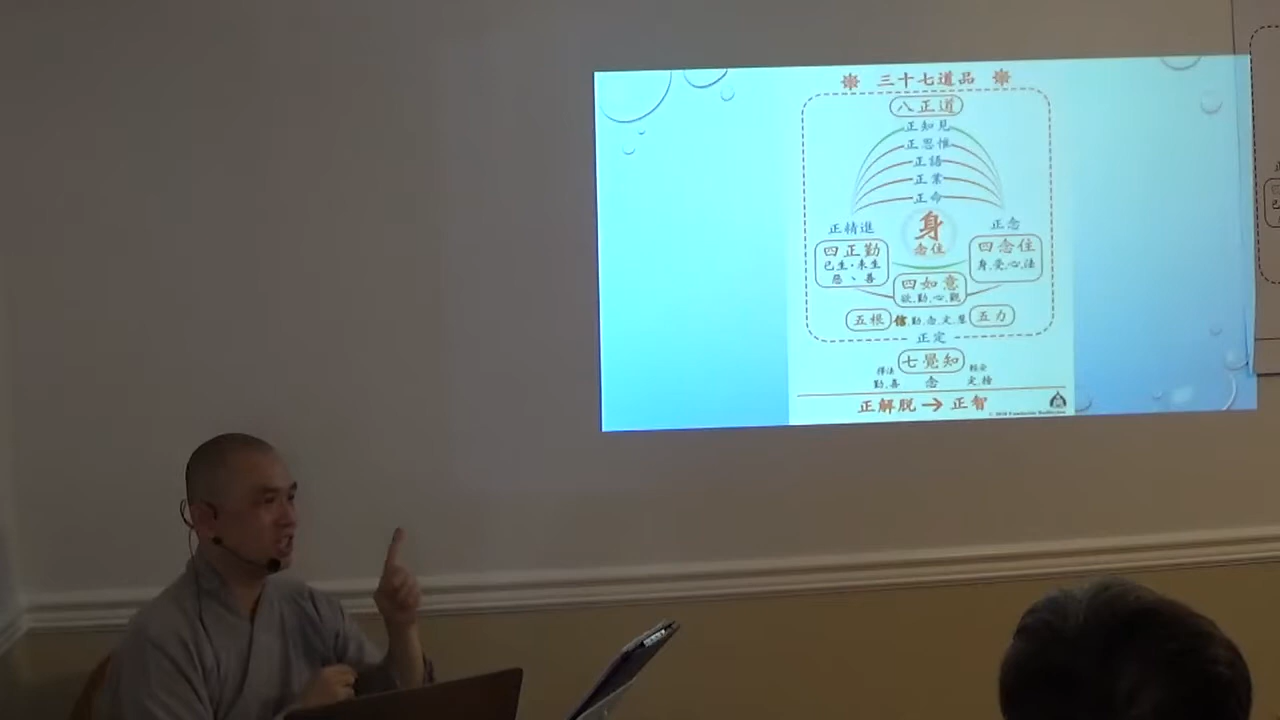 三十七道品
八正道
正知見
正思惟
正語
正業
正命
身
念住
正精進
四正勤
已生·未生
惡、善
正念
四念住
身、受、心、法
四如意
欲、勤、心、觀
五根 信、勤、念、定、慧 五力
正定
七覺知
擇法 輕安
勤、喜 念 定、捨
正解脱→正智